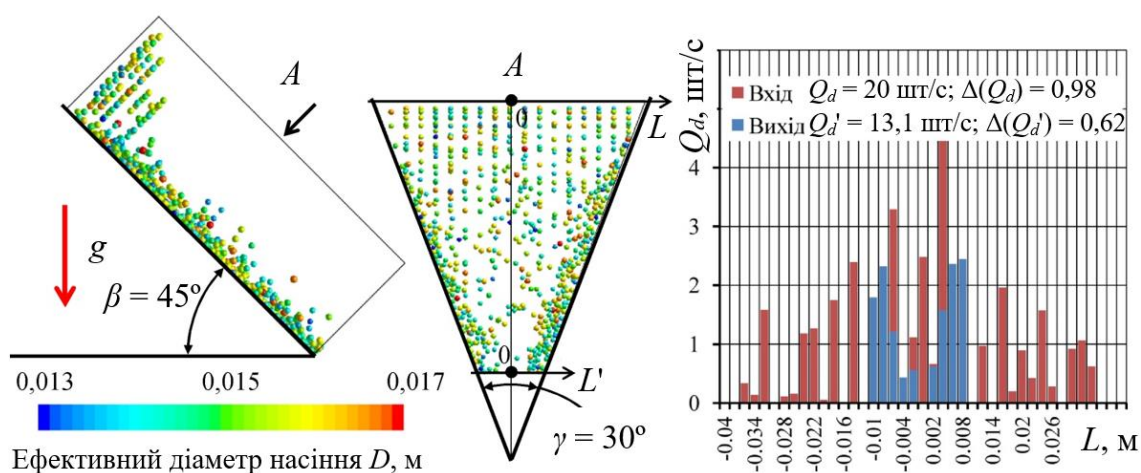 A
g
β = 45º
0,013 0,015 0,017
Ефективний діаметр насіння D, м
A
0
L
0
L'
γ = 30º
Q_d, шт/с
Вхід Q_d = 20 шт/с; Δ(Q_d) = 0,98
Вихід Q_d' = 13,1 шт/с; Δ(Q_d') = 0,62
4
3
2
1
0
-0.04 -0.034 -0.028 -0.022 -0.016 -0.01 -0.004 0.002 0.008 0.014 0.02 0.026
L, м